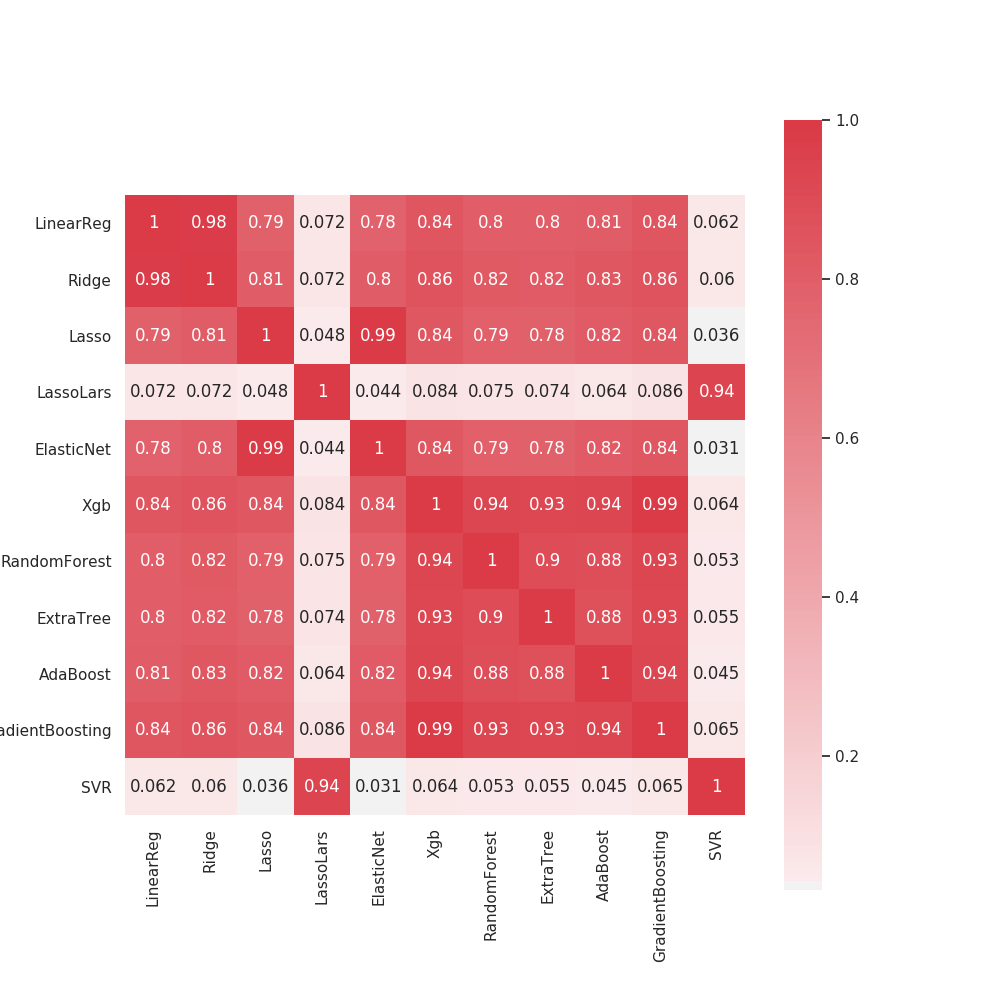 1.0
LinearReg 1 0.98 0.79 0.072 0.78 0.84 0.8 0.8 0.81 0.84 0.062
Ridge 0.98 1 0.81 0.072 0.8 0.86 0.82 0.82 0.83 0.86 0.06
0.8
Lasso 0.79 0.81 1 0.048 0.99 0.84 0.79 0.78 0.82 0.84 0.036
LassoLars 0.072 0.072 0.048 1 0.044 0.084 0.075 0.074 0.064 0.086 0.94
0.6
ElasticNet 0.78 0.8 0.99 0.044 1 0.84 0.79 0.78 0.82 0.84 0.031
Xgb 0.84 0.86 0.84 0.084 0.84 1 0.94 0.93 0.94 0.99 0.064
RandomForest 0.8 0.82 0.79 0.075 0.79 0.94 1 0.9 0.88 0.93 0.053
0.4
ExtraTree 0.8 0.82 0.78 0.074 0.78 0.93 0.9 1 0.88 0.93 0.055
AdaBoost 0.81 0.83 0.82 0.064 0.82 0.94 0.88 0.88 1 0.94 0.045
adientBoosting 0.84 0.86 0.84 0.086 0.84 0.99 0.93 0.93 0.94 1 0.065
0.2
SVR 0.062 0.06 0.036 0.94 0.031 0.064 0.053 0.055 0.045 0.065 1
LinearReg
Ridge
Lasso
LassoLars
ElasticNet
Xgb
RandomForest
ExtraTree
AdaBoost
GradientBoosting
SVR